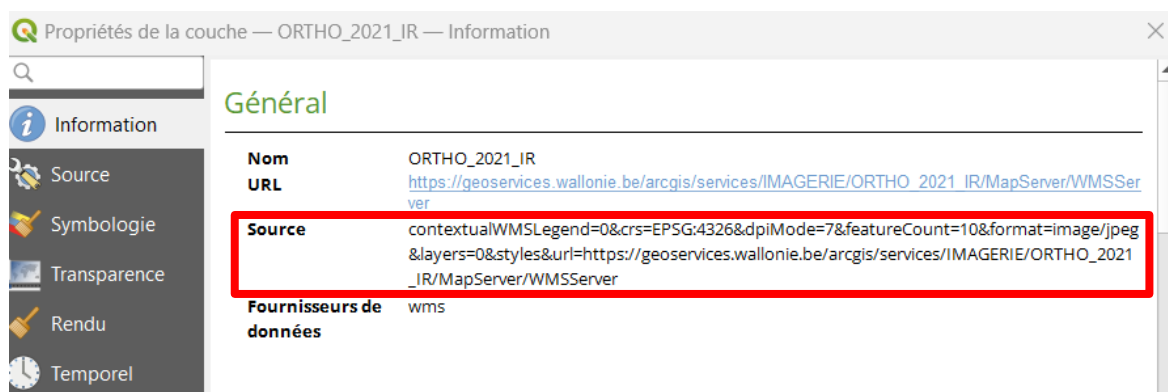 Propriétés de la couche — ORTHO_2021_IR — Information
Information
Source
Symbologie
Transparence
Rendu
Temporel
Général
Nom ORTHO_2021_IR
URL https://geoservices.wallonie.be/arcgis/services/IMAGERIE/ORTHO_2021_IR/MapServer/WMSSer
ver
Source contextualWMSLegend=0&crs=EPSG:4326&dpiMode=7&featureCount=10&format=image/jpeg
&layers=0&styles&url=https://geoservices.wallonie.be/arcgis/services/IMAGERIE/ORTHO_2021
_IR/MapServer/WMSServer
Fournisseurs de wms
données